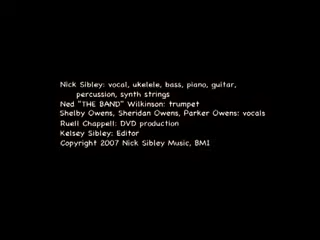 Nick Sibley: vocal, ukelele, bass, piano, guitar,
percussion, synth strings
Ned "THE BAND" Wilkinson: trumpet
Shelby Owens, Sheridan Owens, Parker Owens: vocals
Ruell Chappell: DVD production
Kelsey Sibley: Editor
Copyright 2007 Nick Sibley Music, BMI